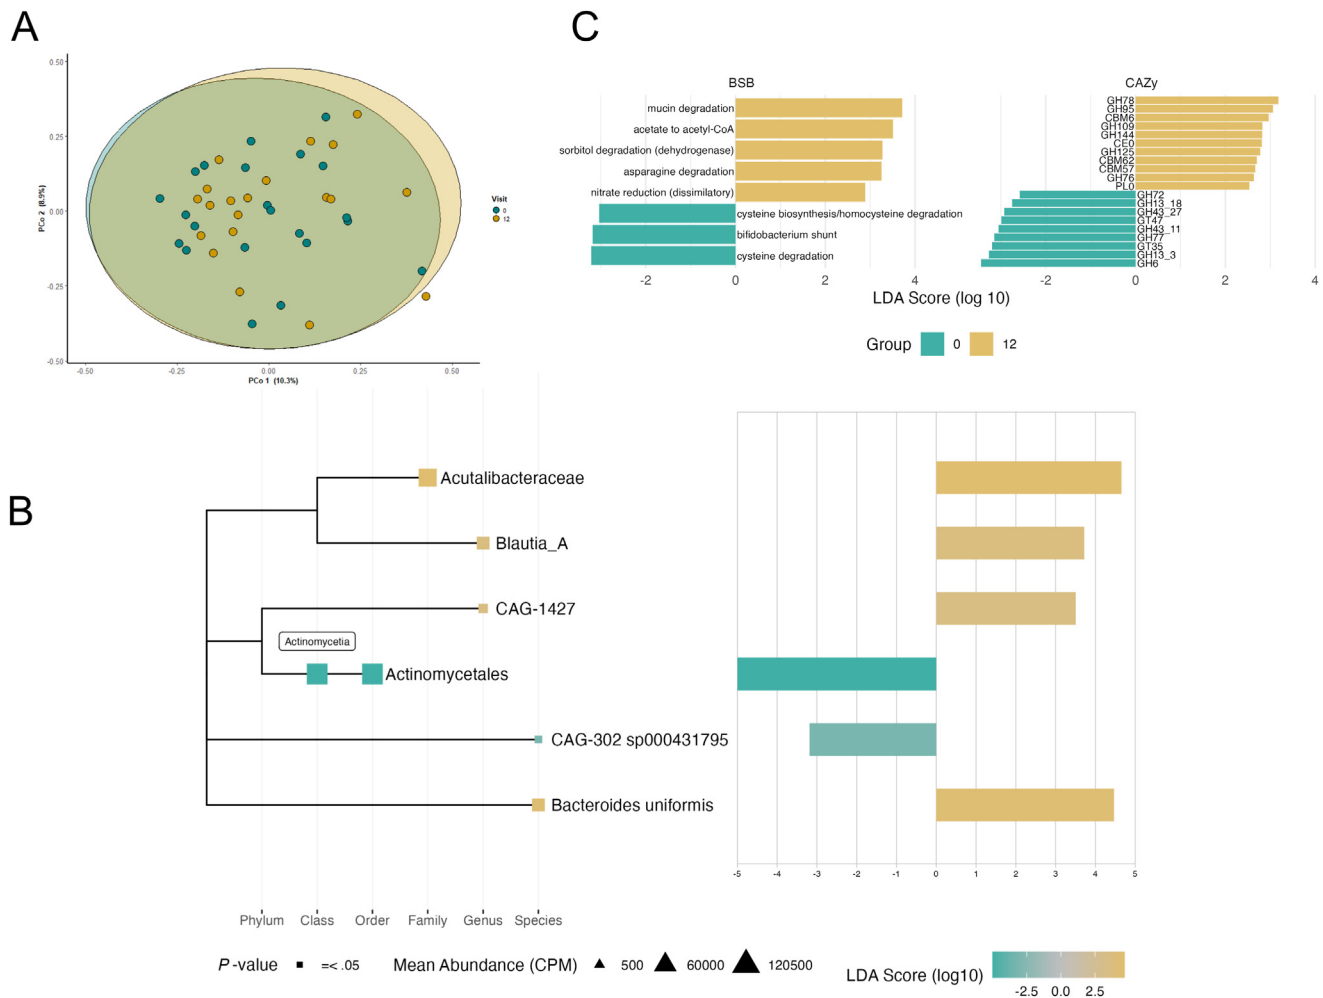 A
C
0.50
0.25
0.00
-0.25
-0.50
PCo 2 (8.9%)
-0.50
-0.25
0.00
0.25
0.50
PCo 1 (10.3%)
Visit
0
12
BSB
mucin degradation
acetate to acetyl-CoA
sorbitol degradation (dehydrogenase)
asparagine degradation
nitrate reduction (dissimilatory)
cysteine biosynthesis/homocysteine degradation
bifidobacterium shunt
cysteine degradation
-2
0
2
4
CAZy
GH78
GH95
CBM6
GH109
GH144
CE0
GH125
CBM62
CBM57
GH76
PL0
GH72
GH13_18
GH43_27
GT47
GH43_11
GH77
GT35
GH13_3
GH6
-2
0
2
4
LDA Score (log 10)
Group
0
12
B
Acutalibacteraceae
Blautia_A
CAG-1427
Actinomycetia
Actinomycetales
CAG-302 sp000431795
Bacteroides uniformis
-5
-4
-3
-2
-1
0
1
2
3
4
5
Phylum
Class
Order
Family
Genus
Species
P -value
=< .05
Mean Abundance (CPM)
500
60000
120500
LDA Score (log10)
-2.5
0.0
2.5